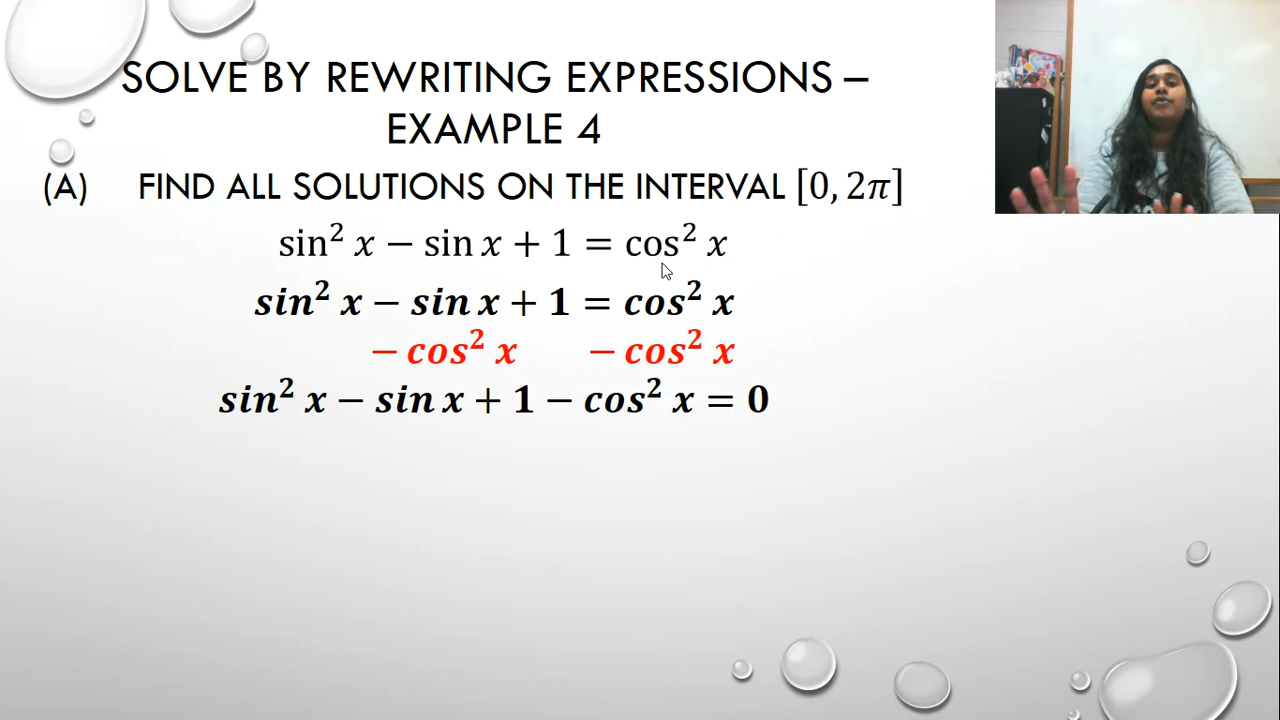 SOLVE BY REWRITING EXPRESSIONS –
EXAMPLE 4
(A) FIND ALL SOLUTIONS ON THE INTERVAL [0, 2π]
sin² x − sin x + 1 = cos² x
sin² x − sin x + 1 = cos² x
− cos² x − cos² x
sin² x − sin x + 1 − cos² x = 0